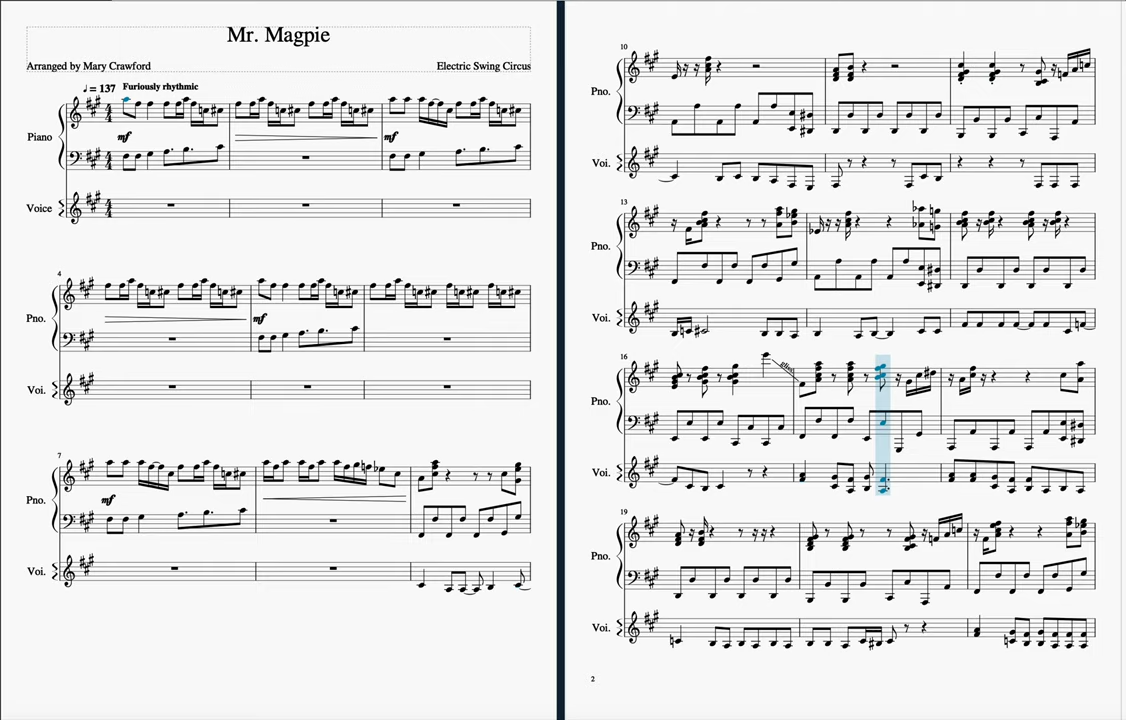 Mr. Magpie
Arranged by Mary Crawford
Electric Swing Circus
♩ = 137 Furiously rhythmic
Piano
mf
mf
Voice
4
Pno.
mf
Voi.
7
Pno.
mf
Voi.
10
Pno.
Voi.
13
Pno.
Voi.
16
gliss.
Pno.
Voi.
19
Pno.
Voi.
2